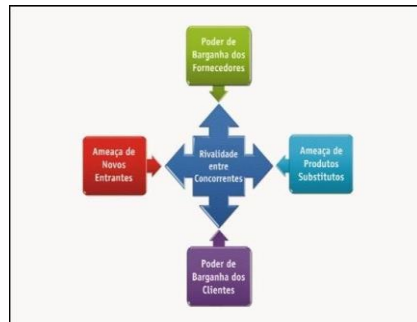 Poder de
Barganha dos
Fornecedores
Ameaça de
Novos
Entrantes
Rivalidade
entre
Concorrentes
Ameaça de
Produtos
Substitutos
Poder de
Barganha dos
Clientes